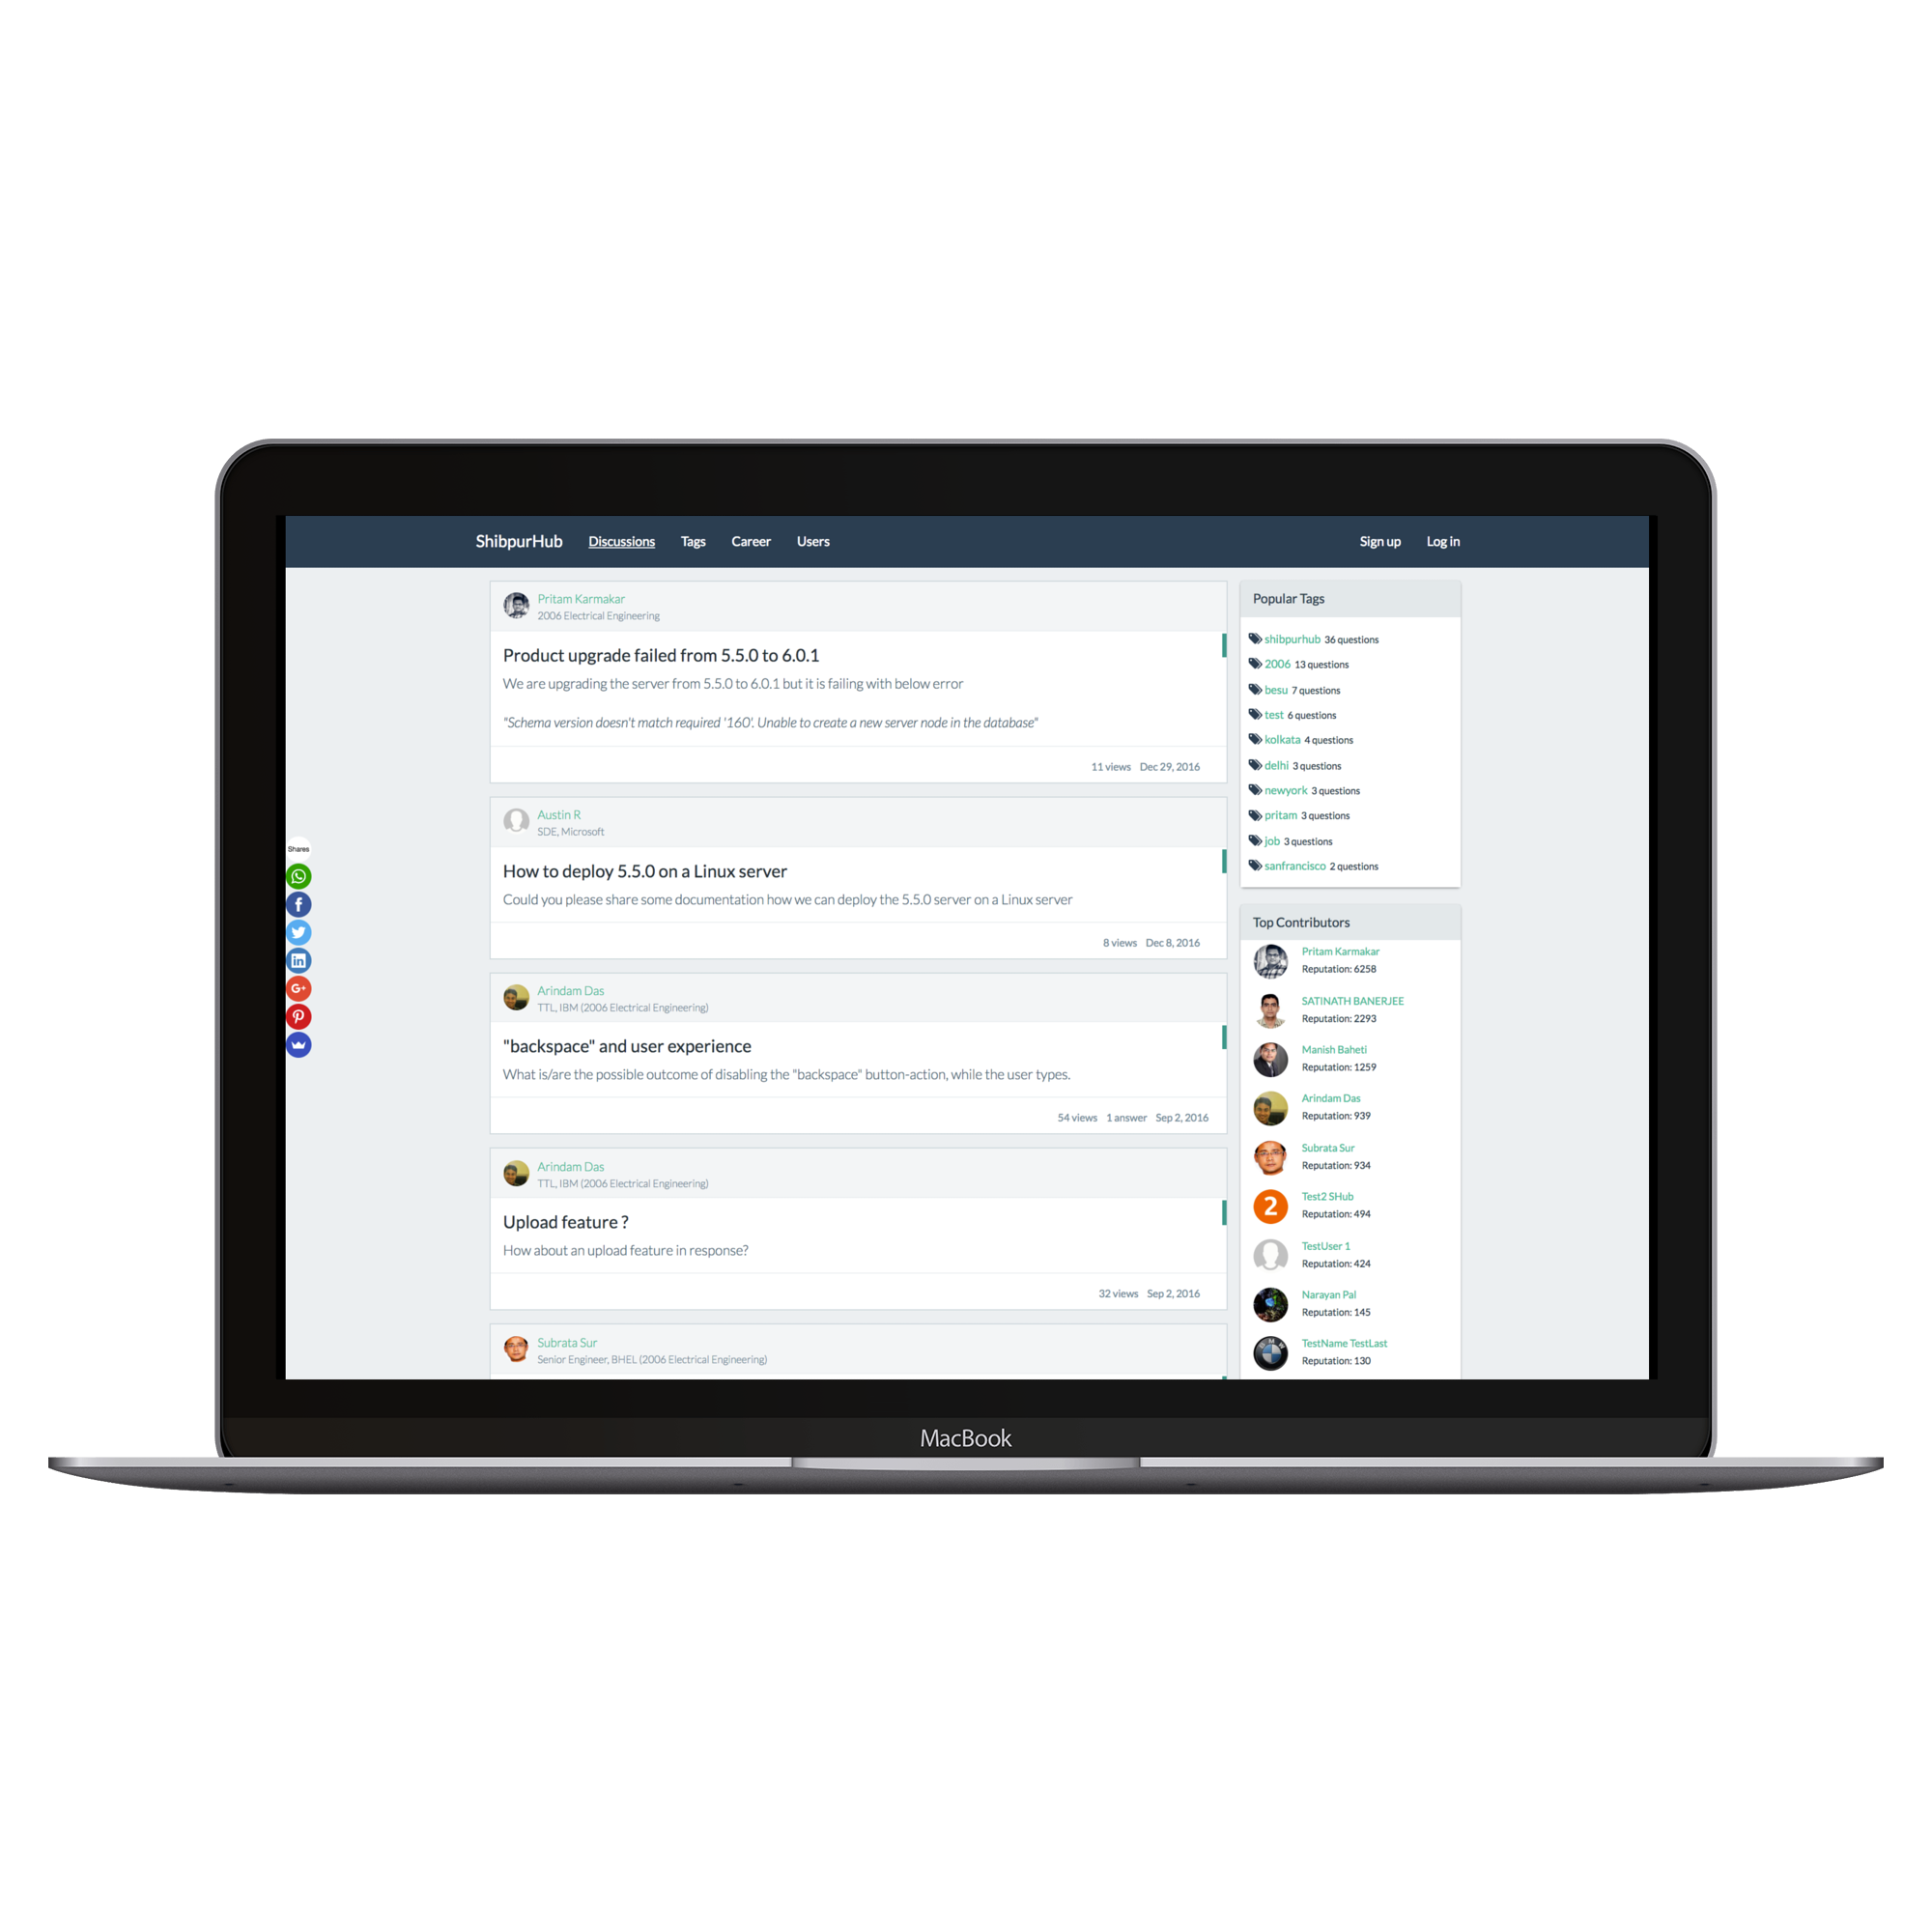 ShibpurHub Discussions Tags Career Users Sign up Log in
Pritam Karmakar
2006 Electrical Engineering
Product upgrade failed from 5.5.0 to 6.0.1
We are upgrading the server from 5.5.0 to 6.0.1 but it is failing with below error
"Schema version doesn't match required '160'. Unable to create a new server node in the database"
11 views Dec 29, 2016
Austin R
SDE, Microsoft
How to deploy 5.5.0 on a Linux server
Could you please share some documentation how we can deploy the 5.5.0 server on a Linux server
8 views Dec 8, 2016
Arindam Das
TTL, IBM (2006 Electrical Engineering)
"backspace" and user experience
What is/are the possible outcome of disabling the "backspace" button-action, while the user types.
54 views 1 answer Sep 2, 2016
Arindam Das
TTL, IBM (2006 Electrical Engineering)
Upload feature ?
How about an upload feature in response?
32 views Sep 2, 2016
Subrata Sur
Senior Engineer, BHEL (2006 Electrical Engineering)
Popular Tags
shibpurhub 36 questions
2006 13 questions
besu 7 questions
test 6 questions
kolkata 4 questions
delhi 3 questions
newyork 3 questions
pritam 3 questions
job 3 questions
sanfrancisco 2 questions
Top Contributors
Pritam Karmakar
Reputation: 6258
SATINATH BANERJEE
Reputation: 2293
Manish Baheti
Reputation: 1259
Arindam Das
Reputation: 939
Subrata Sur
Reputation: 934
2
Test2 SHub
Reputation: 494
TestUser 1
Reputation: 424
Narayan Pal
Reputation: 145
TestName TestLast
Reputation: 130
Shares
f
in
G+
MacBook